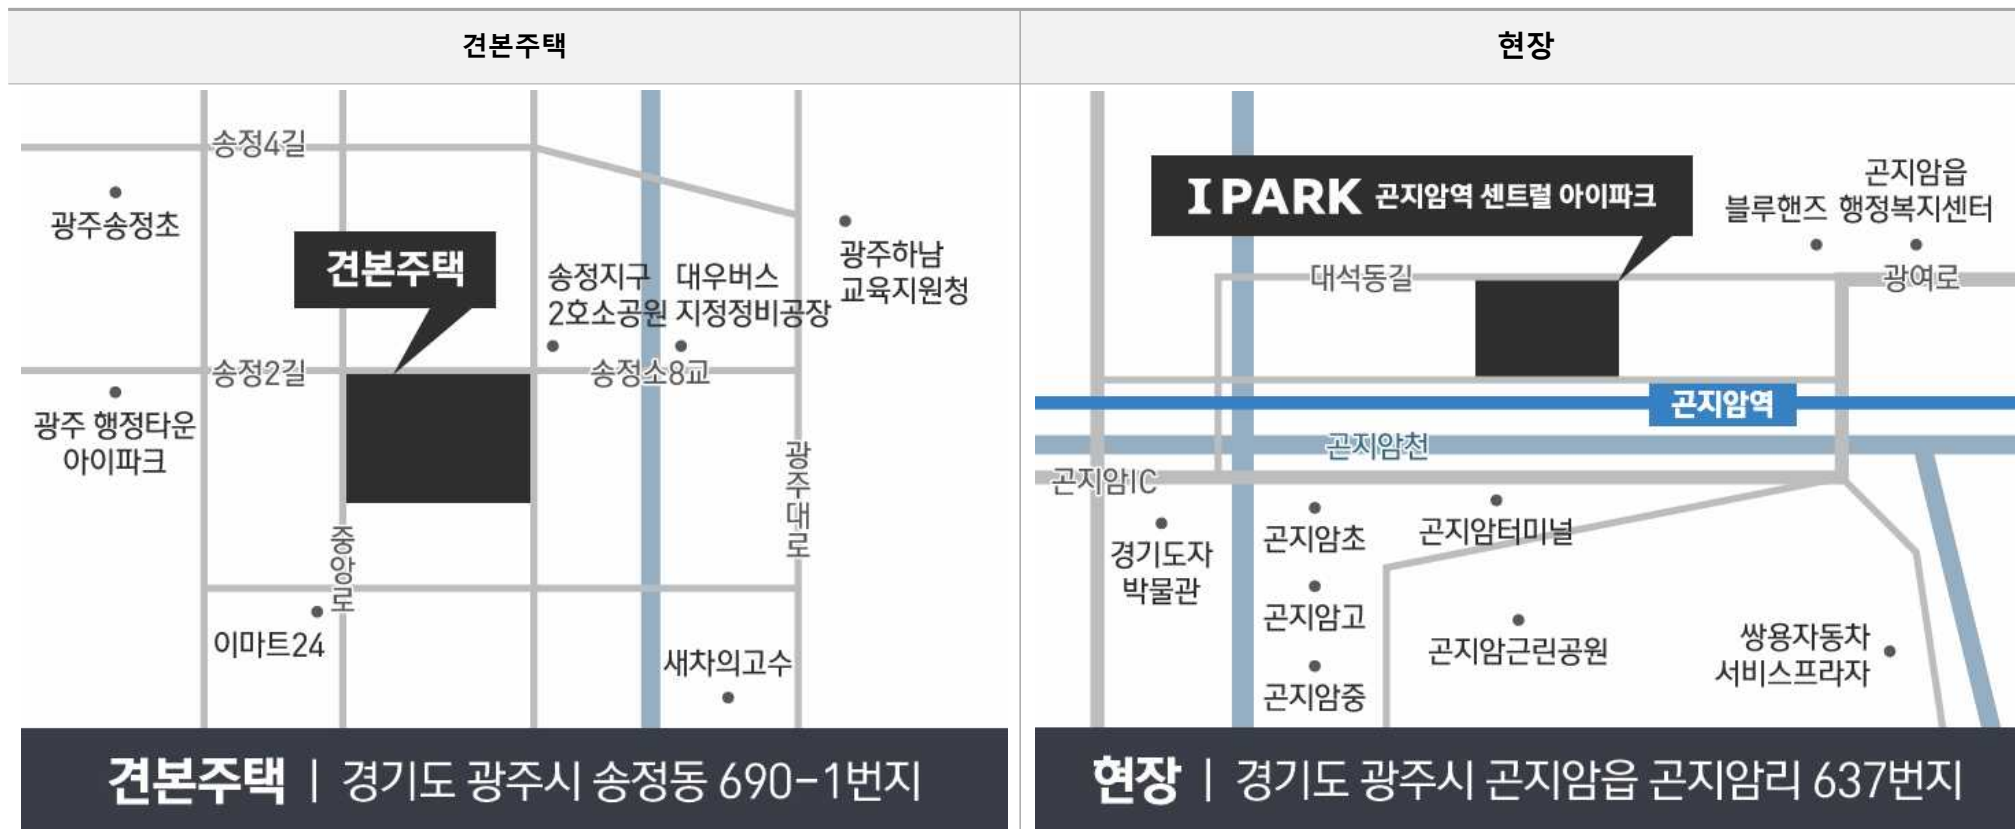 견본주택
현장
송정4길
광주송정초
견본주택
송정지구
2호소공원
대우버스
지정정비공장
광주하남
교육지원청
송정2길
송정소8교
광주 행정타운
아이파크
광주대로
중앙로
이마트24
새차의고수
견본주택 | 경기도 광주시 송정동 690-1번지
I PARK 곤지암역 센트럴 아이파크
곤지암읍
행정복지센터
블루핸즈
대석동길
광여로
곤지암역
곤지암천
곤지암IC
경기도자
박물관
곤지암초
곤지암터미널
곤지암고
곤지암근린공원
곤지암중
쌍용자동차
서비스프라자
현장 | 경기도 광주시 곤지암읍 곤지암리 637번지